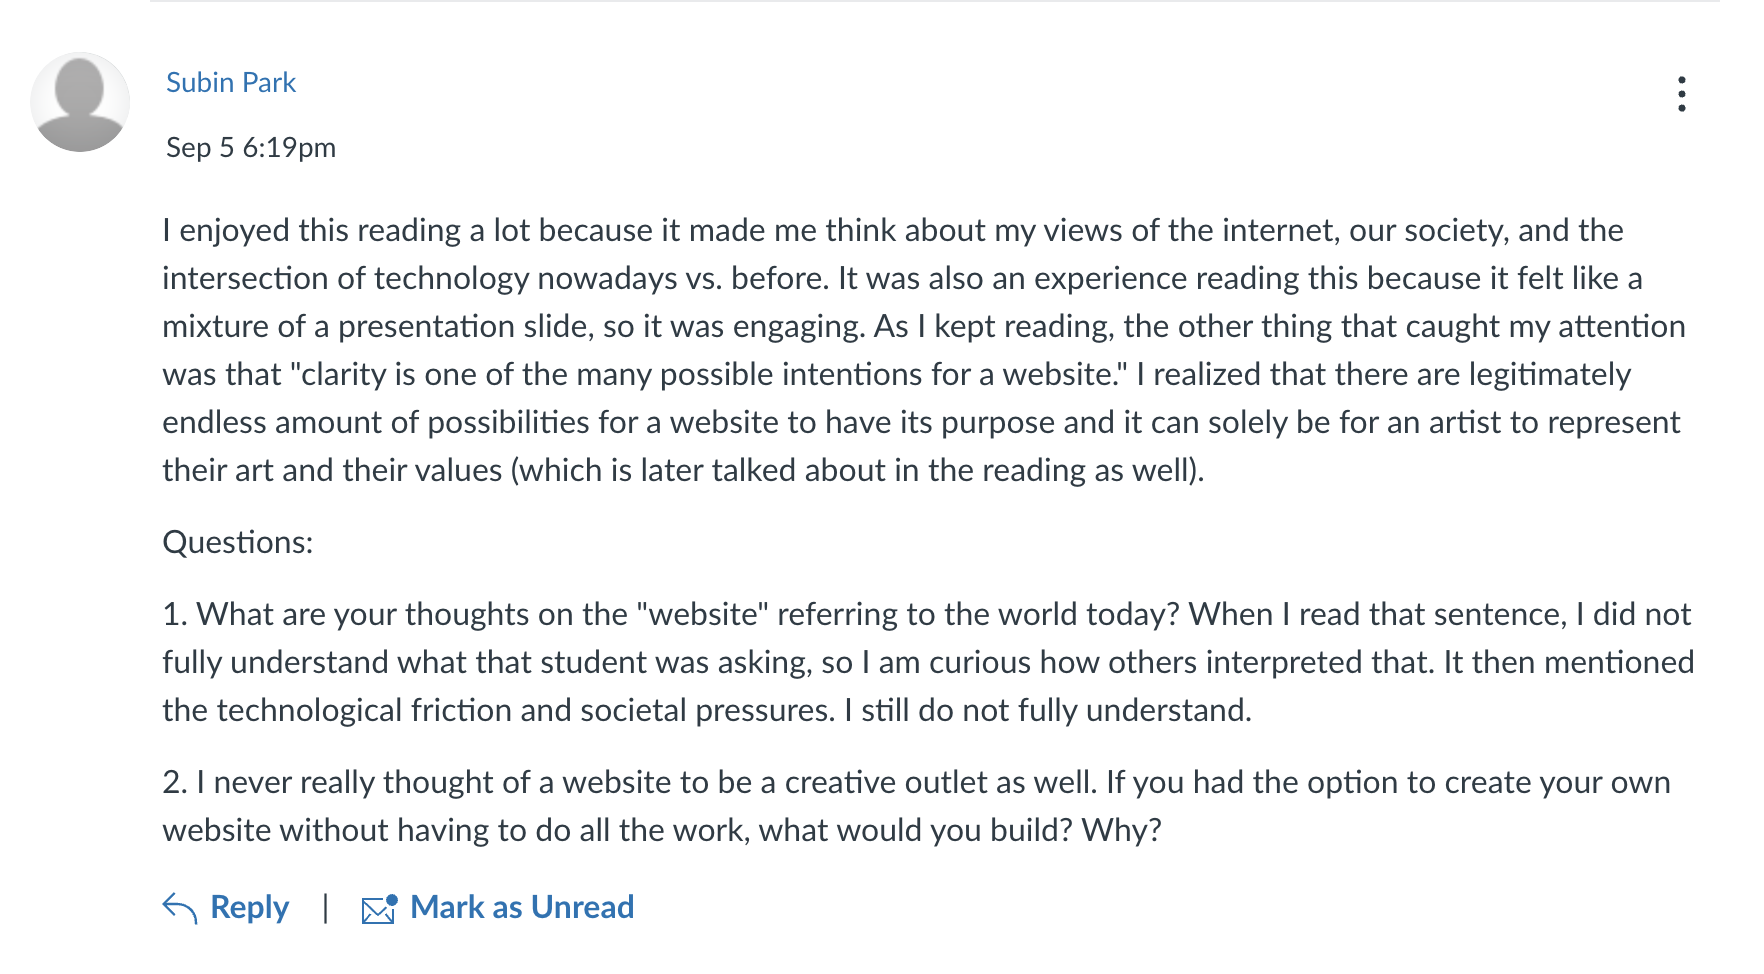 Subin Park
Sep 5 6:19pm
I enjoyed this reading a lot because it made me think about my views of the internet, our society, and the
intersection of technology nowadays vs. before. It was also an experience reading this because it felt like a
mixture of a presentation slide, so it was engaging. As I kept reading, the other thing that caught my attention
was that "clarity is one of the many possible intentions for a website." I realized that there are legitimately
endless amount of possibilities for a website to have its purpose and it can solely be for an artist to represent
their art and their values (which is later talked about in the reading as well).
Questions:
1. What are your thoughts on the "website" referring to the world today? When I read that sentence, I did not
fully understand what that student was asking, so I am curious how others interpreted that. It then mentioned
the technological friction and societal pressures. I still do not fully understand.
2. I never really thought of a website to be a creative outlet as well. If you had the option to create your own
website without having to do all the work, what would you build? Why?
Reply | Mark as Unread